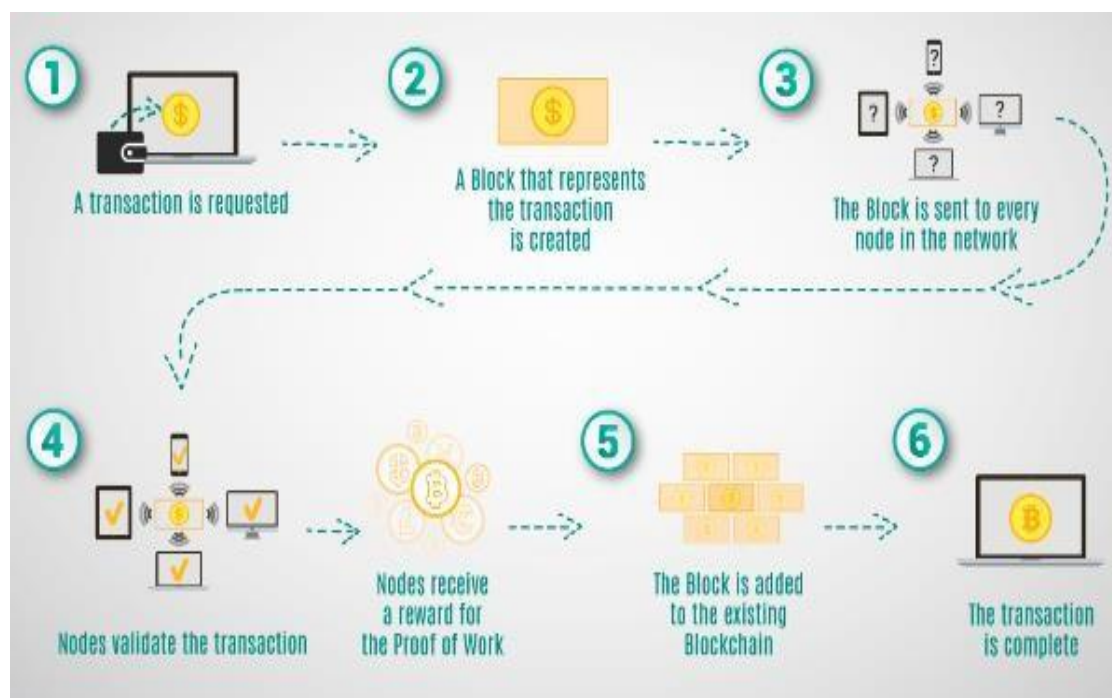 1
A transaction is requested
2
A Block that represents
the transaction
is created
3
? ? ? ?
The Block is sent to every
node in the network
4
Nodes validate the transaction
Nodes receive
a reward for
the Proof of Work
5
The Block is added
to the existing
Blockchain
6
The transaction
is complete